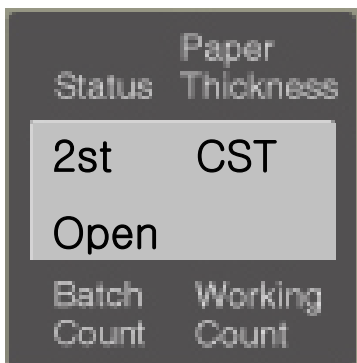 Paper
Status Thickness
2st CST
Open
Batch Working
Count Count